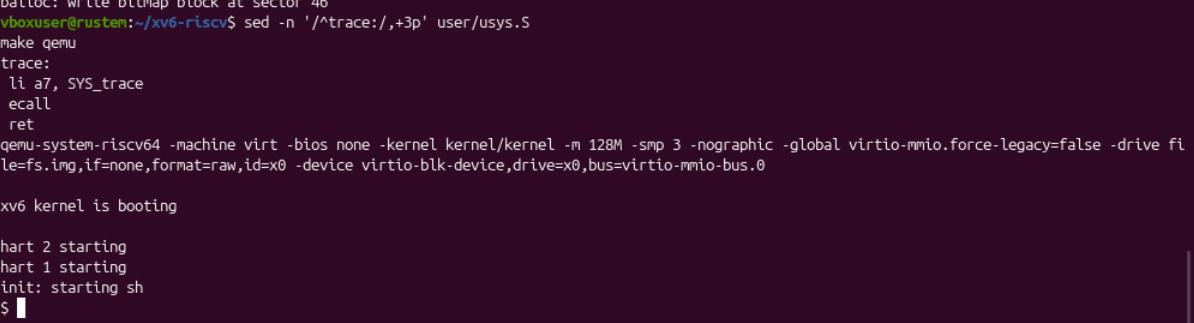 balloc: write bitmap block at sector 46
vboxuser@rustem:~/xv6-riscv$ sed -n '/^trace:/,+3p' user/usys.S
make qemu
trace:
 li a7, SYS_trace
 ecall
 ret
qemu-system-riscv64 -machine virt -bios none -kernel kernel/kernel -m 128M -smp 3 -nographic -global virtio-mmio.force-legacy=false -drive fi
le=fs.img,if=none,format=raw,id=x0 -device virtio-blk-device,drive=x0,bus=virtio-mmio-bus.0
xv6 kernel is booting
hart 2 starting
hart 1 starting
init: starting sh
$